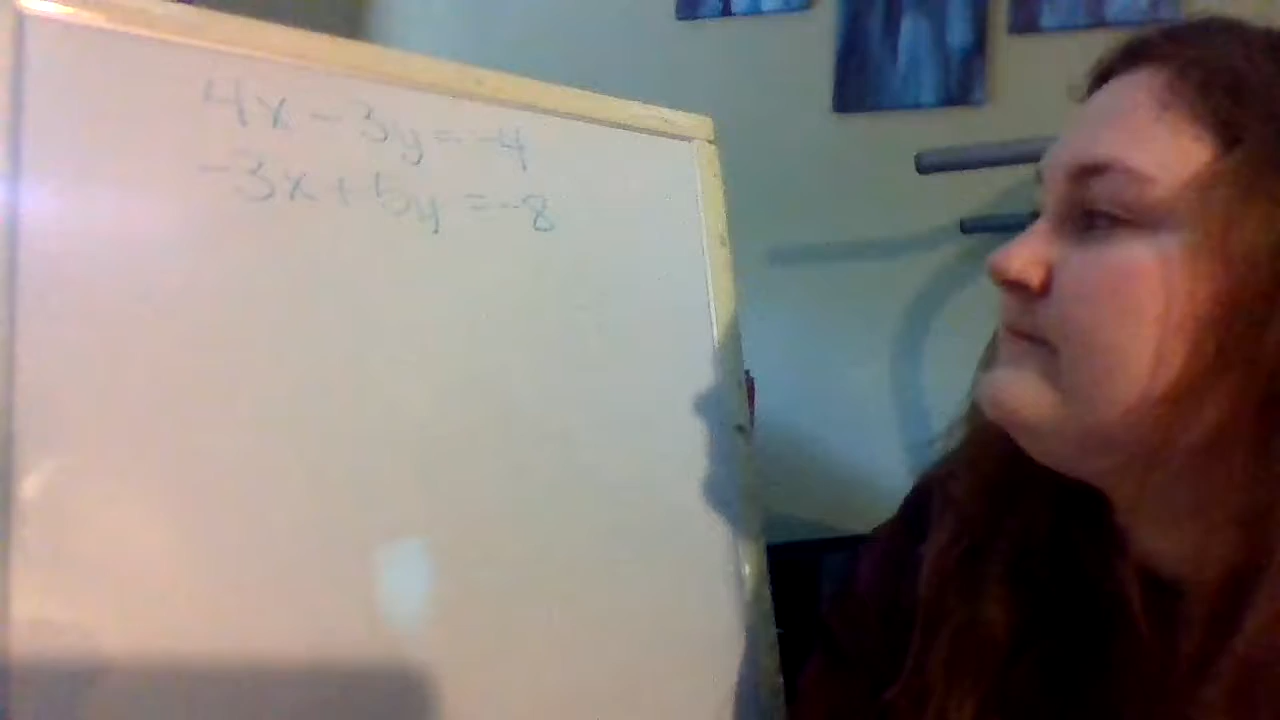 4x - 3y = -4
-3x + 5y = -8